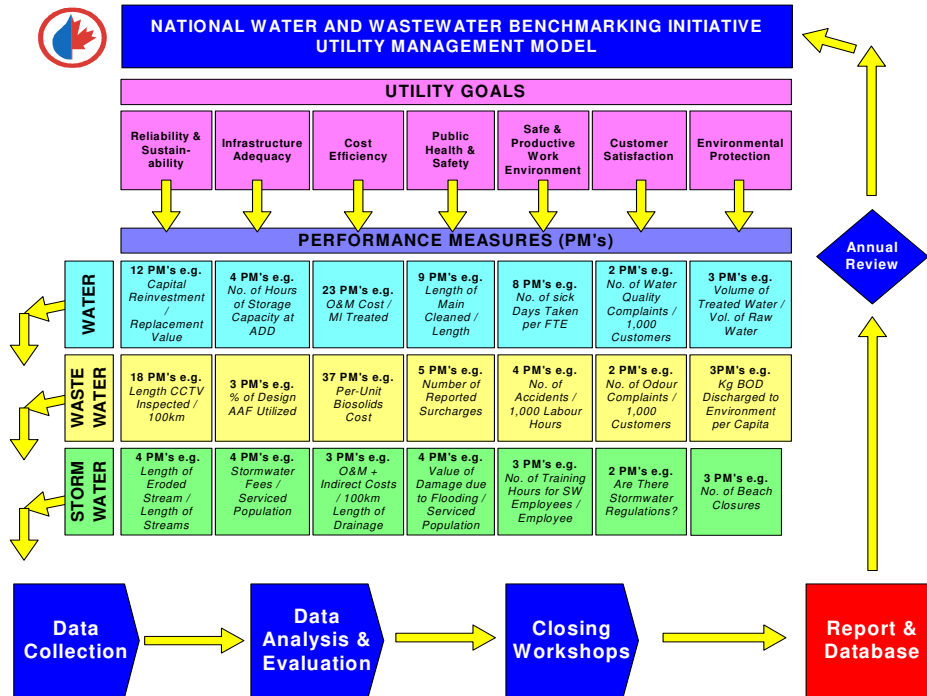 NATIONAL WATER AND WASTEWATER BENCHMARKING INITIATIVE
UTILITY MANAGEMENT MODEL
UTILITY GOALS
Reliability &
Sustain-
ability
Infrastructure
Adequacy
Cost
Efficiency
Public
Health &
Safety
Safe &
Productive
Work
Environment
Customer
Satisfaction
Environmental
Protection
PERFORMANCE MEASURES (PM's)
Annual
Review
WATER
12 PM's e.g.
Capital
Reinvestment
/
Replacement
Value
4 PM's e.g.
No. of Hours
of Storage
Capacity at
ADD
23 PM's e.g.
O&M Cost /
Ml Treated
9 PM's e.g.
Length of
Main
Cleaned /
Length
8 PM's e.g.
No. of sick
Days Taken
per FTE
2 PM's e.g.
No. of Water
Quality
Complaints /
1,000
Customers
3 PM's e.g.
Volume of
Treated Water /
Vol. of Raw
Water
WASTE
WATER
18 PM's e.g.
Length CCTV
Inspected /
100km
3 PM's e.g.
% of Design
AAF Utilized
37 PM's e.g.
Per-Unit
Biosolids
Cost
5 PM's e.g.
Number of
Reported
Surcharges
4 PM's e.g.
No. of
Accidents /
1,000 Labour
Hours
2 PM's e.g.
No. of Odour
Complaints /
1,000
Customers
3PM's e.g.
Kg BOD
Discharged to
Environment
per Capita
STORM
WATER
4 PM's e.g.
Length of
Eroded
Stream /
Length of
Streams
4 PM's e.g.
Stormwater
Fees /
Serviced
Population
3 PM's e.g.
O&M +
Indirect Costs
/ 100km
Length of
Drainage
4 PM's e.g.
Value of
Damage due
to Flooding /
Serviced
Population
3 PM's e.g.
No. of Training
Hours for SW
Employees /
Employee
2 PM's e.g.
Are There
Stormwater
Regulations?
3 PM's e.g.
No. of Beach
Closures
Data
Collection
Data
Analysis &
Evaluation
Closing
Workshops
Report &
Database